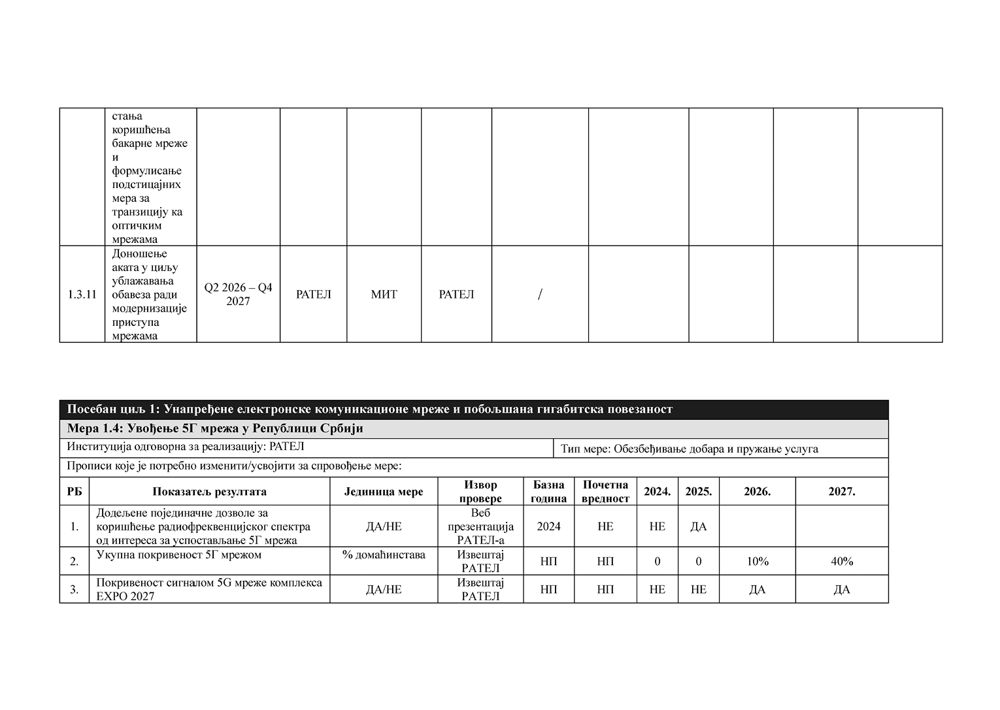 стања
коришћења
бакарне мреже
и
формулисање
подстицајних
мера за
транзицију ка
оптичким
мрежама
1.3.11
Доношење
аката у циљу
ублажавања
обавеза ради
модернизације
приступа
мрежама
Q2 2026 – Q4
2027
РАТЕЛ
МИТ
РАТЕЛ
/
Посебан циљ 1: Унапређене електронске комуникационе мреже и побољшана гигабитска повезаност
Мера 1.4: Увођење 5Г мрежа у Републици Србији
Институција одговорна за реализацију: РАТЕЛ
Тип мере: Обезбеђивање добара и пружање услуга
Прописи које је потребно изменити/усвојити за спровођење мере:
РБ
Показатељ резултата
Јединица мере
Извор
провере
Базна
година
Почетна
вредност
2024.
2025.
2026.
2027.
1.
Додељене појединачне дозволе за
коришћење радиофреквенцијског спектра
од интереса за успостављање 5Г мрежа
ДА/НЕ
Веб
презентација
РАТЕЛ-а
2024
НЕ
НЕ
ДА
2.
Укупна покривеност 5Г мрежом
% домаћинстава
Извештај
РАТЕЛ
НП
НП
0
0
10%
40%
3.
Покривеност сигналом 5G мреже комплекса
EXPO 2027
ДА/НЕ
Извештај
РАТЕЛ
НП
НП
НЕ
НЕ
ДА
ДА